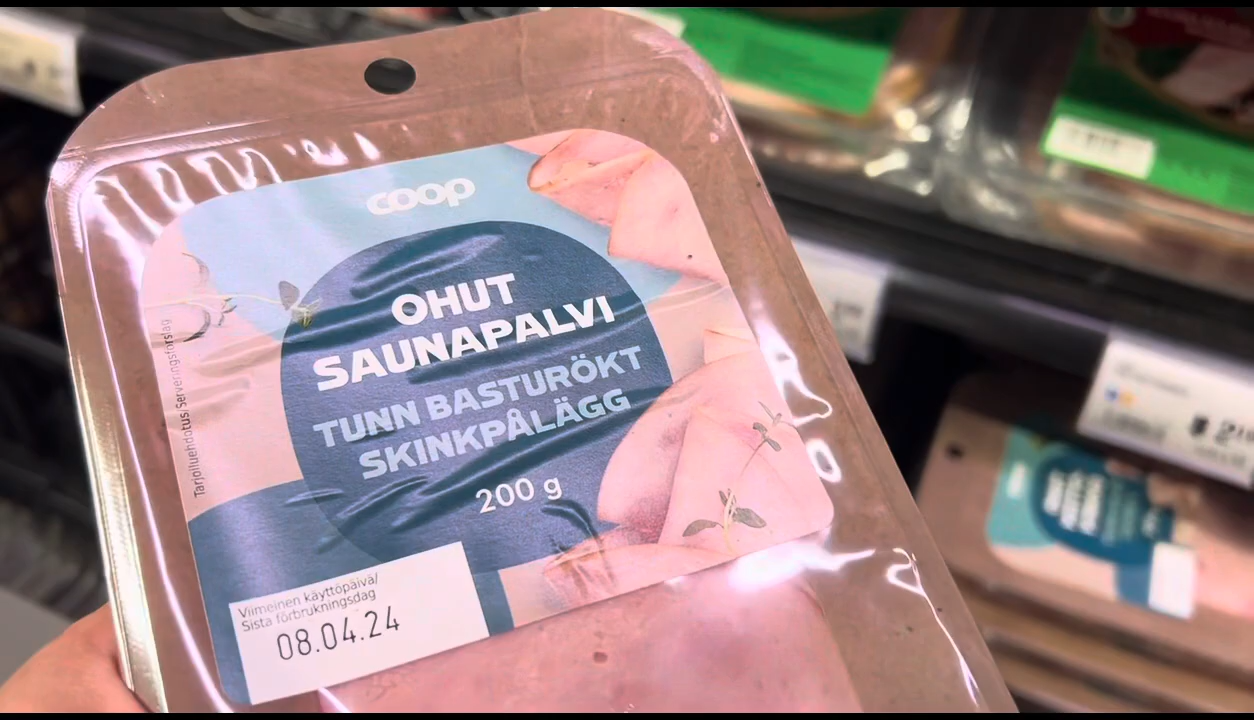 coop
OHUT
SAUNAPALVI
TUNN BASTURÖKT
SKINKPÅLÄGG
200 g
Tarjoiluehdotus/Serveringsförslag
Viimeinen käyttöpäivä/
Sista förbrukningsdag
08.04.24